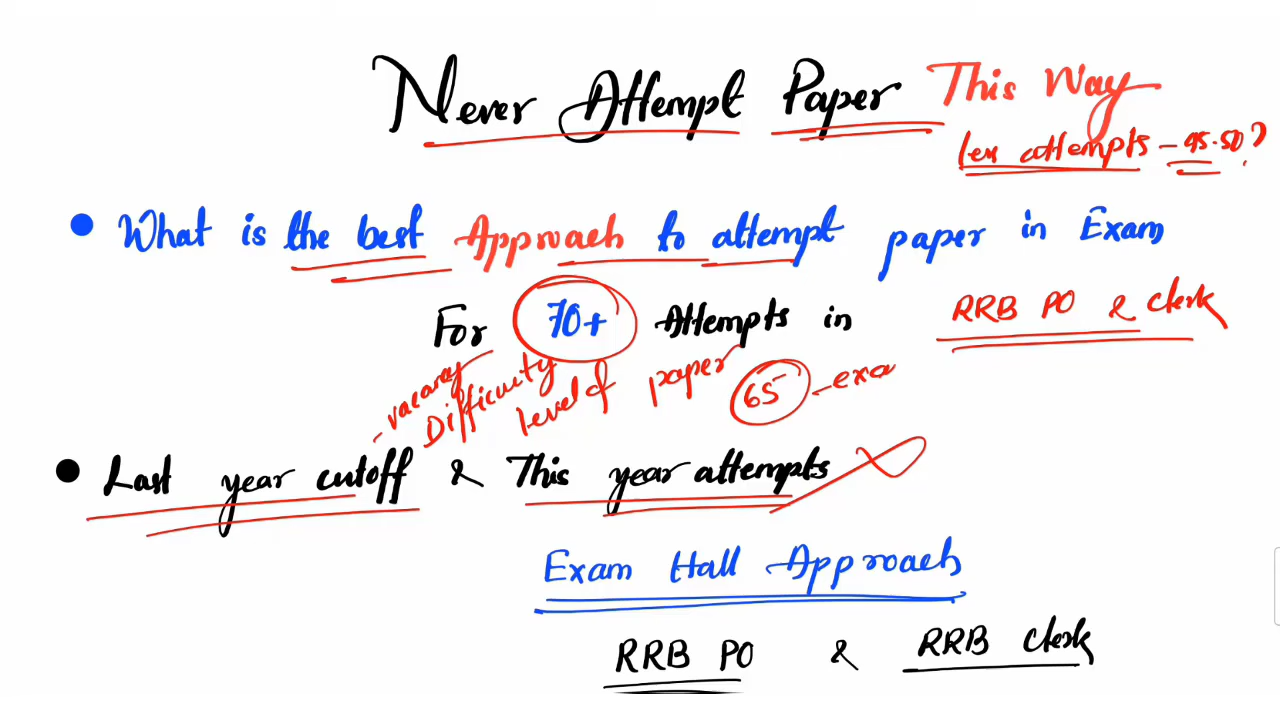 Never Attempt Paper This Way
les attempts - 45-50?
• What is the best Approach to attempt paper in Exam
For 70+ Attempts in RRB PO & Clerk
vacancy Difficulty level of paper 65 - exa
• Last year cutoff & This year attempts
Exam Hall Approach
RRB PO & RRB Clerk